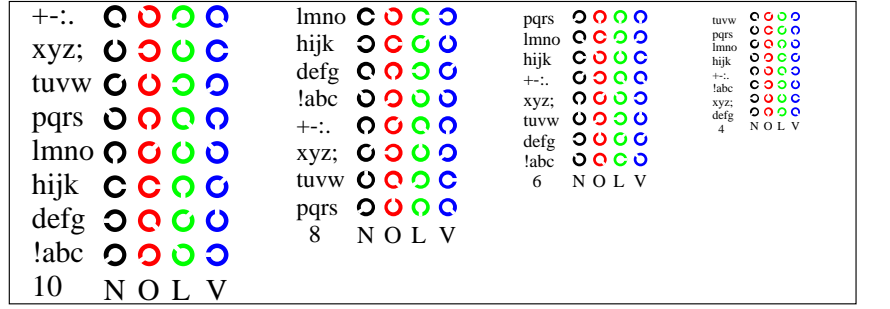 +-:.
xyz;
tuvw
pqrs
lmno
hijk
defg
!abc
10 N O L V
lmno
hijk
defg
!abc
+-:.
xyz;
tuvw
pqrs
8 N O L V
pqrs
lmno
hijk
+-:.
xyz;
tuvw
defg
!abc
6 N O L V
tuvw
pqrs
lmno
hijk
+-:.
!abc
xyz;
defg
4 N O L V